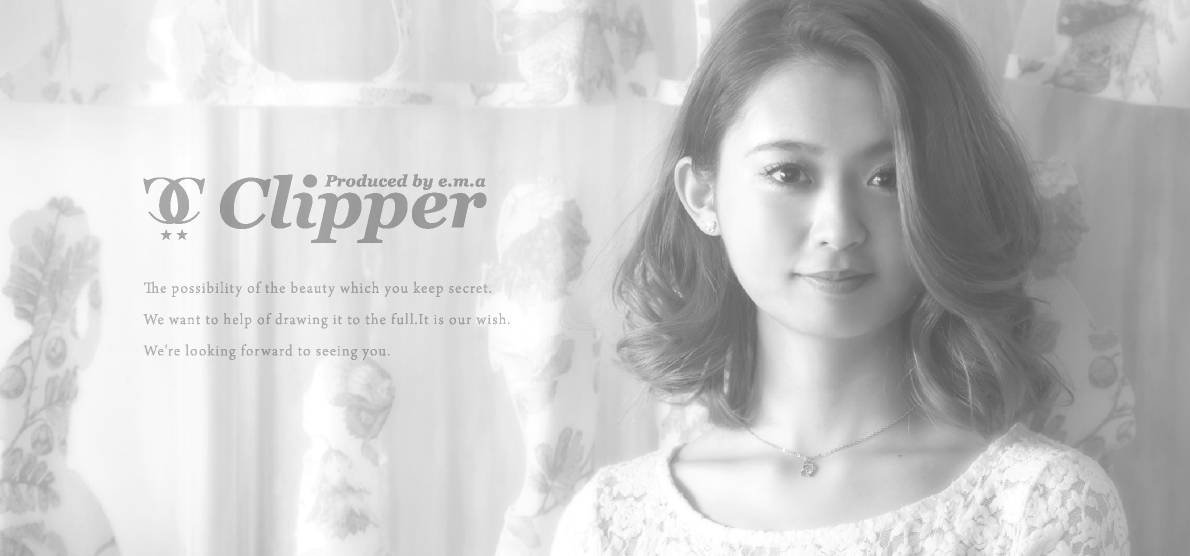 Produced by e.m.a
Clipper
The possibility of the beauty which you keep secret.
We want to help of drawing it to the full.It is our wish.
We're looking forward to seeing you.